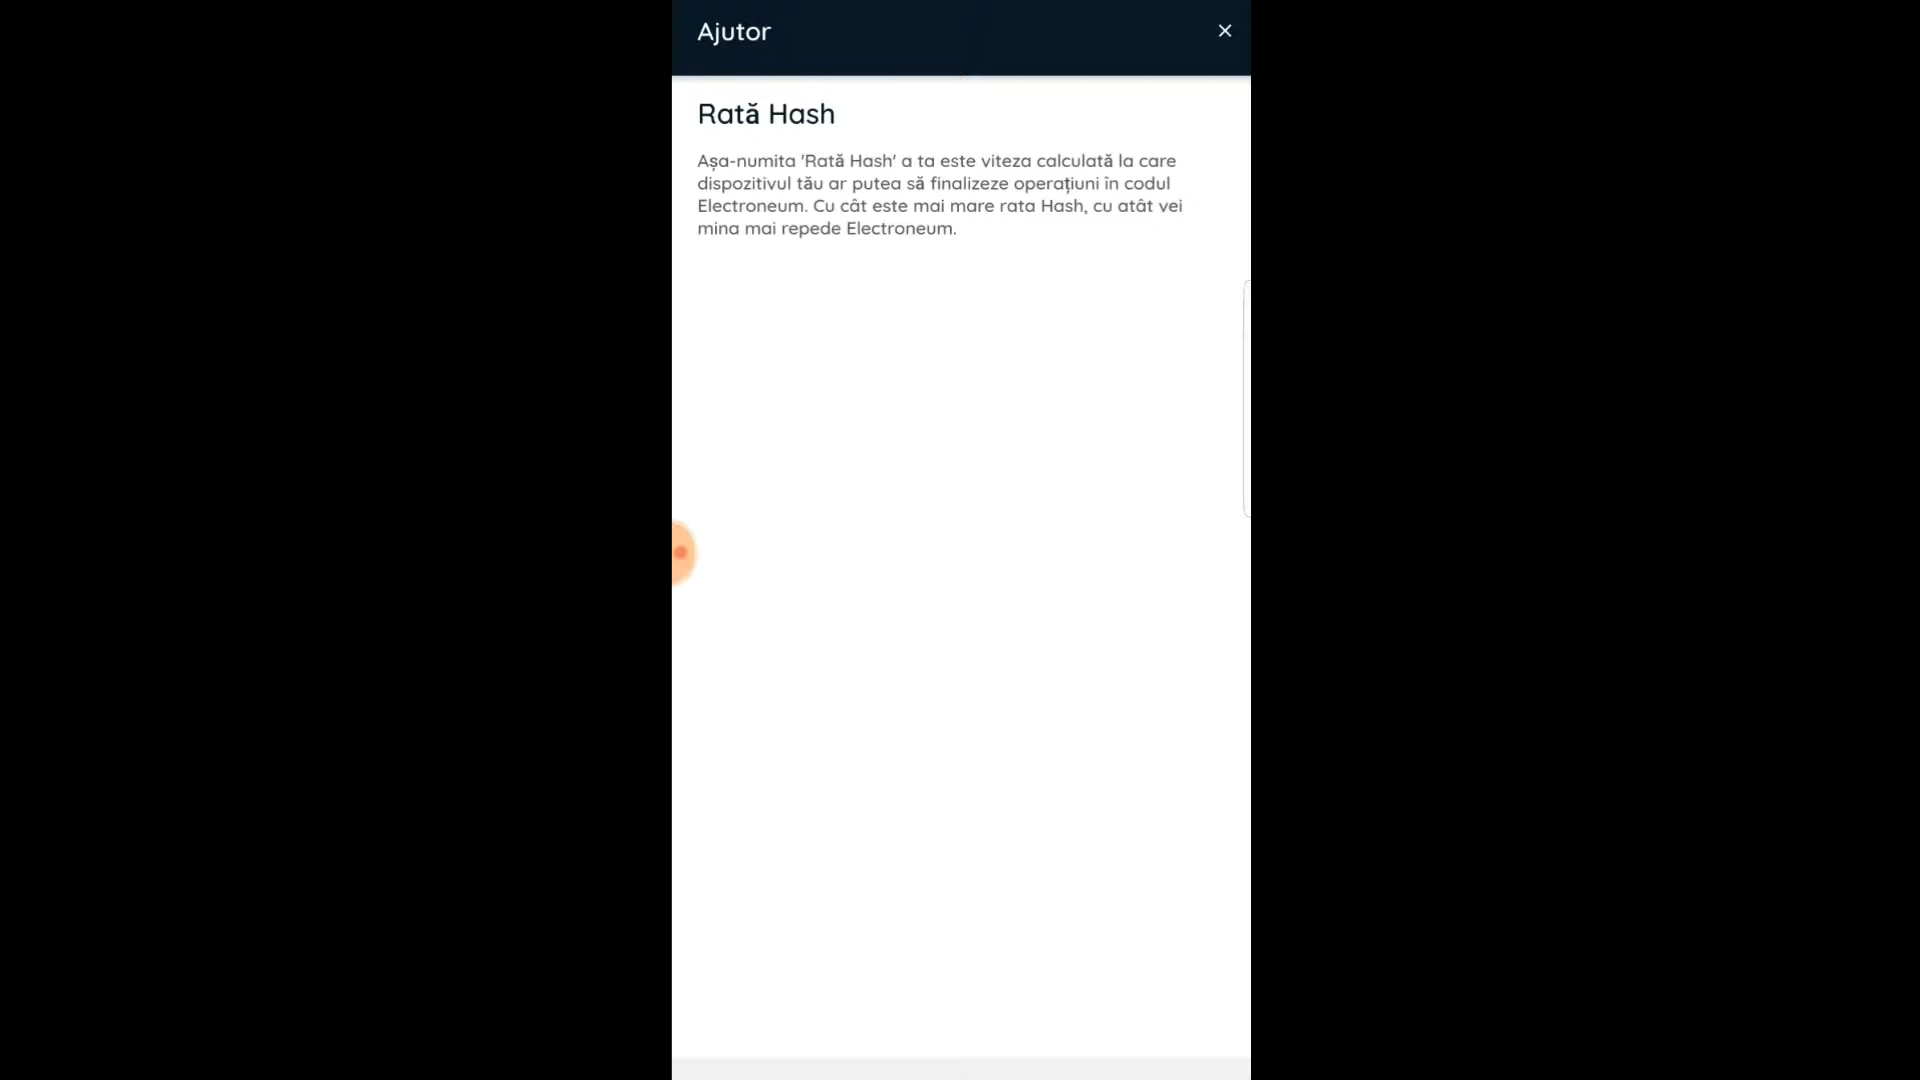 Ajutor
Rată Hash
Așa-numita 'Rată Hash' a ta este viteza calculată la care
dispozitivul tău ar putea să finalizeze operațiuni în codul
Electroneum. Cu cât este mai mare rata Hash, cu atât vei
mina mai repede Electroneum.